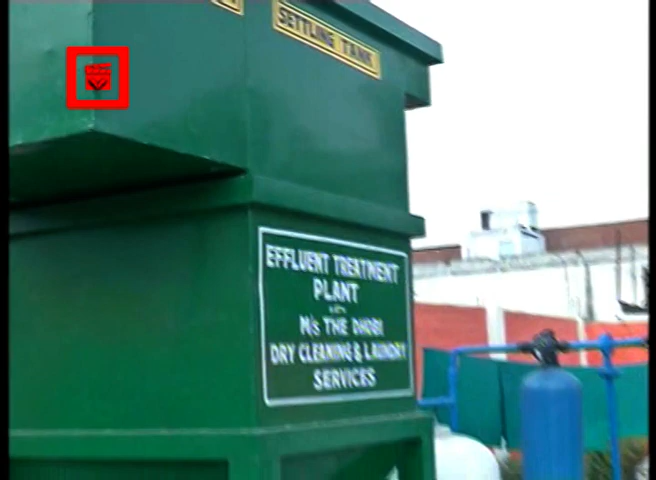 SETTLING TANK
EFFLUENT TREATMENT
PLANT
M/s THE DHOBI
DRY CLEANING & LAUNDRY
SERVICES